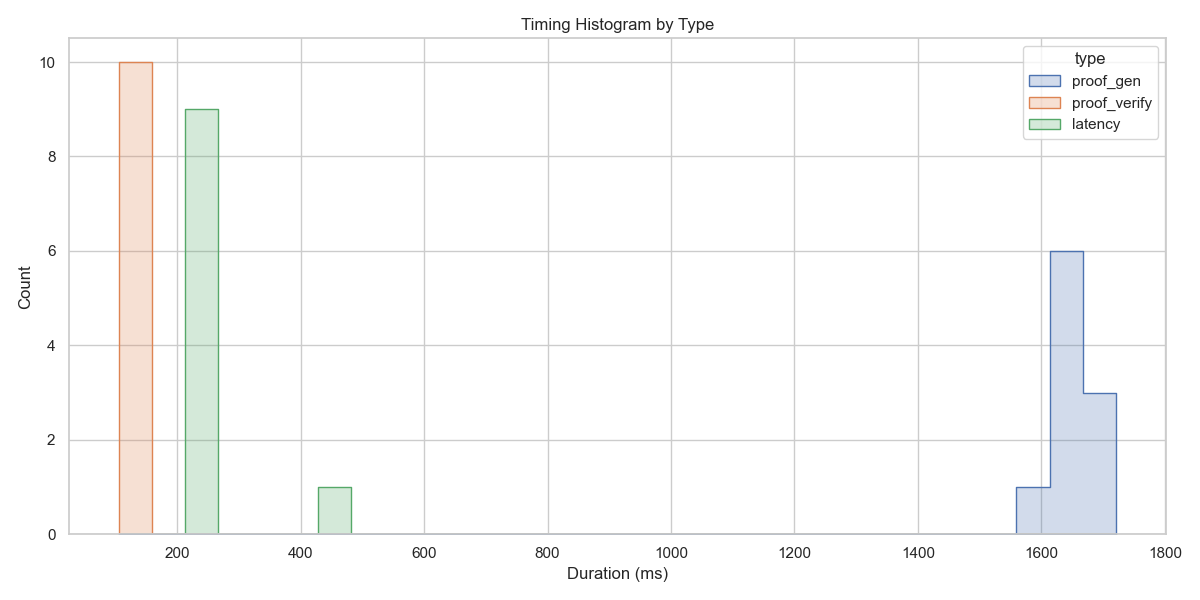 Timing Histogram by Type
type
proof_gen
proof_verify
latency
Count
10
8
6
4
2
0
200 400 600 800 1000 1200 1400 1600 1800
Duration (ms)